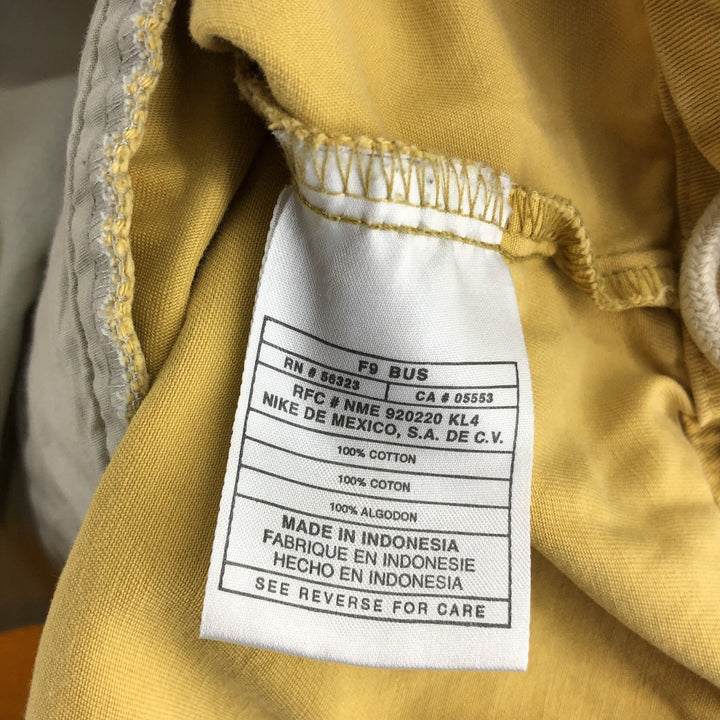 F9 BUS
RN # 56323 CA # 05553
RFC # NME 920220 KL4
NIKE DE MEXICO, S.A. DE C.V.
100% COTTON
100% COTON
100% ALGODON
MADE IN INDONESIA
FABRIQUE EN INDONESIE
HECHO EN INDONESIA
SEE REVERSE FOR CARE